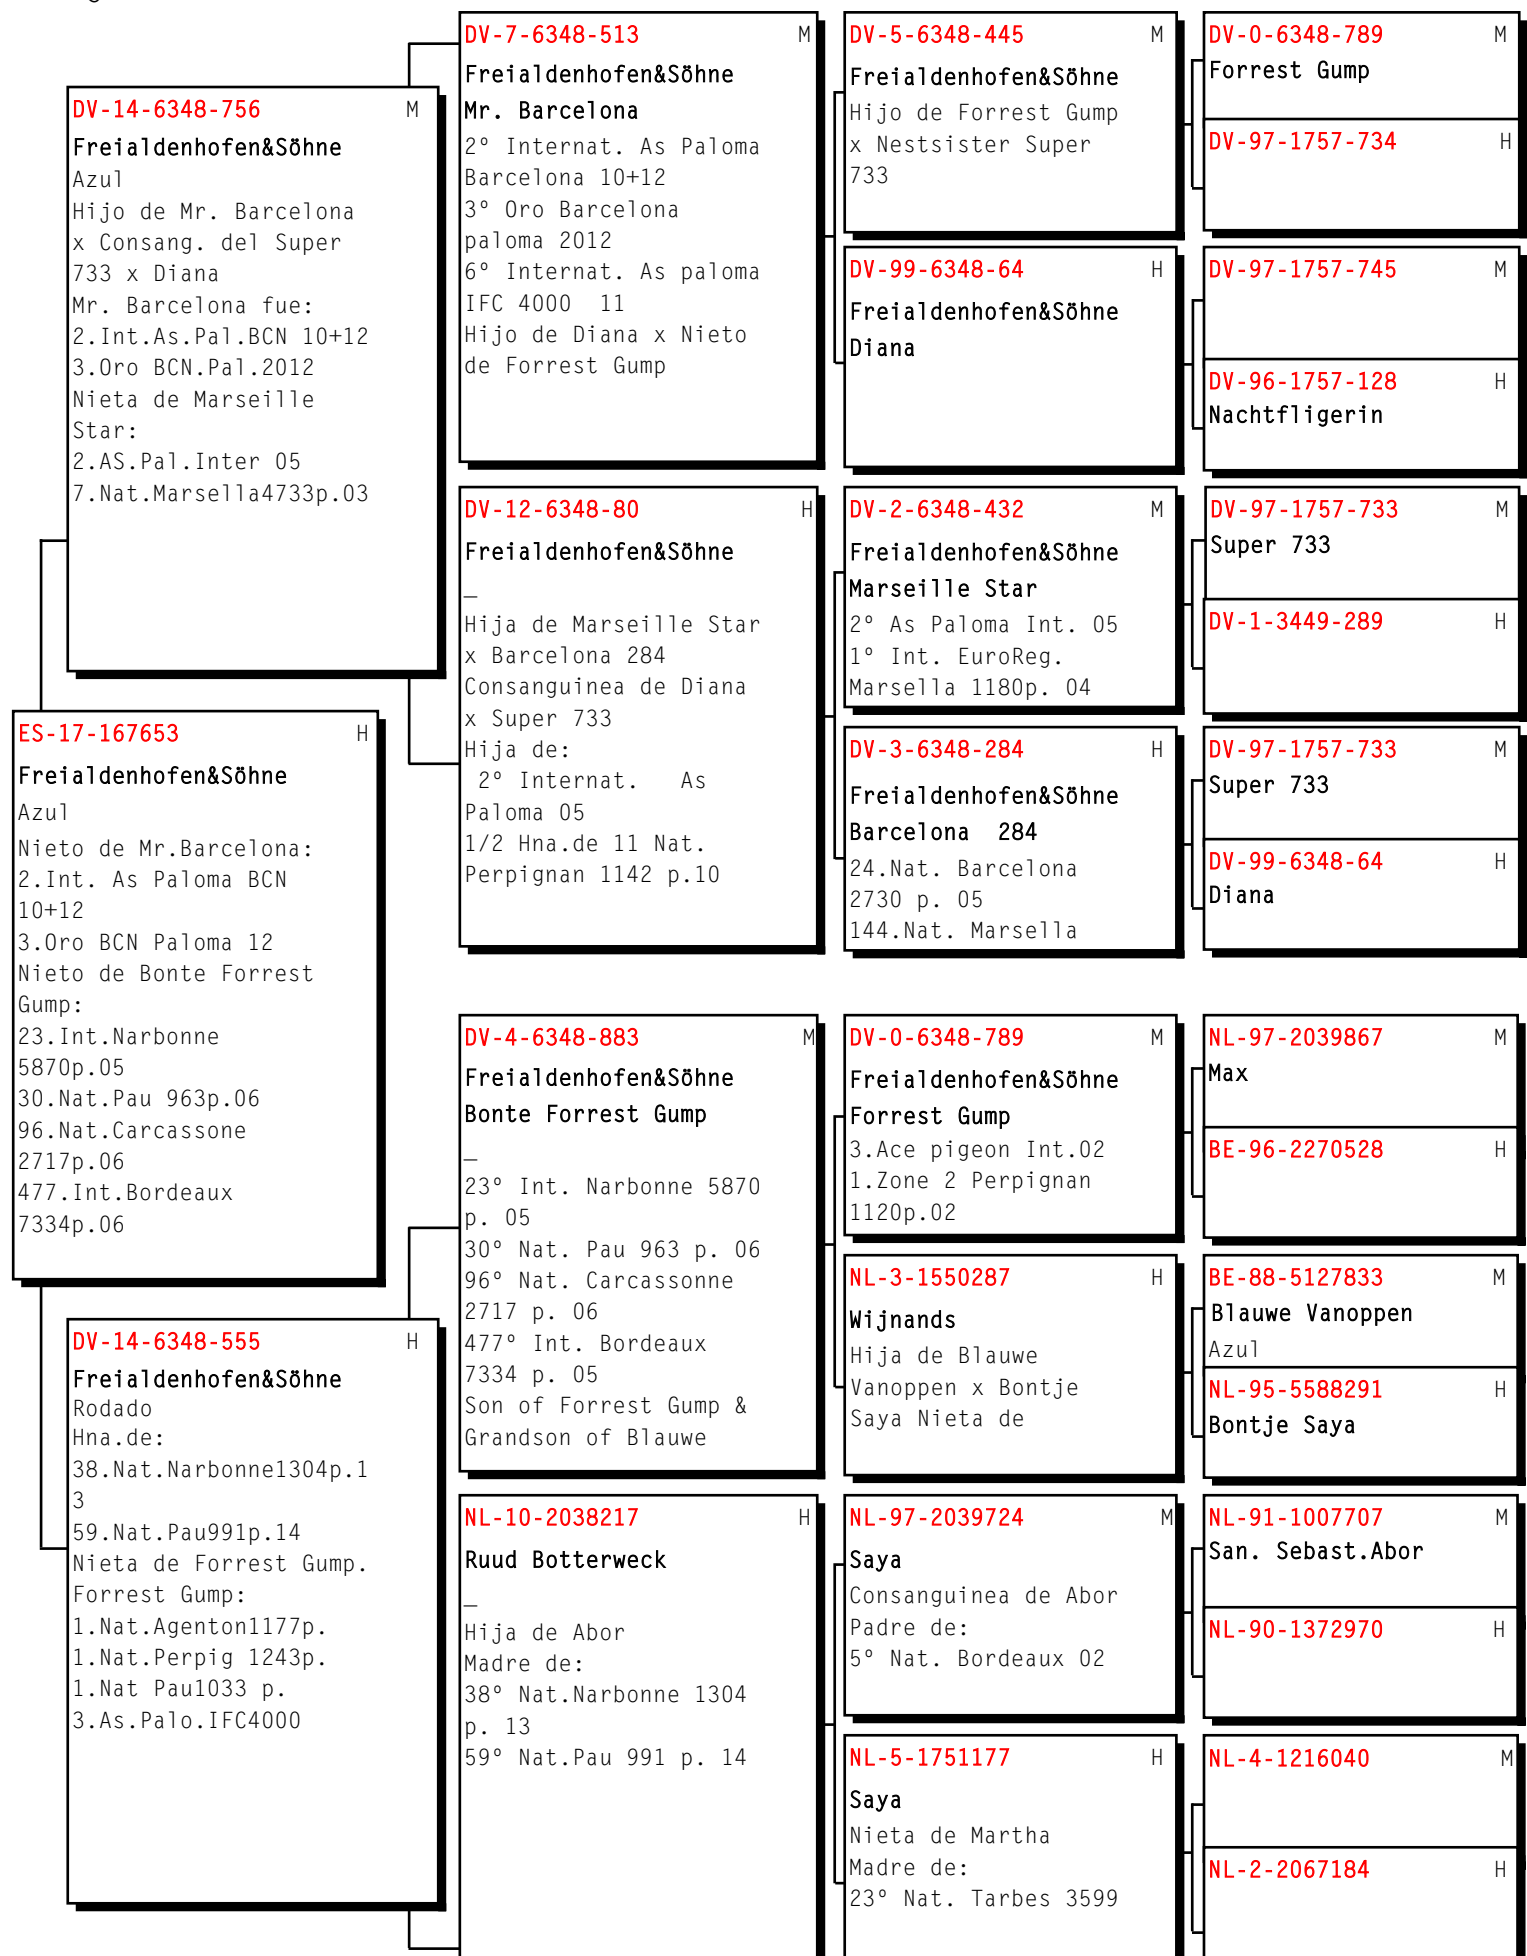 ES-17-167653 H
Freialdenhofen&Söhne
Azul
Nieto de Mr.Barcelona:
2.Int. As Paloma BCN
10+12
3.Oro BCN Paloma 12
Nieto de Bonte Forrest
Gump:
23.Int.Narbonne
5870p.05
30.Nat.Pau 963p.06
96.Nat.Carcassone
2717p.06
477.Int.Bordeaux
7334p.06
DV-14-6348-756 M
Freialdenhofen&Söhne
Azul
Hijo de Mr. Barcelona
x Consang. del Super
733 x Diana
Mr. Barcelona fue:
2.Int.As.Pal.BCN 10+12
3.Oro BCN.Pal.2012
Nieta de Marseille
Star:
2.AS.Pal.Inter 05
7.Nat.Marsella4733p.03
DV-14-6348-555 H
Freialdenhofen&Söhne
Rodado
Hna.de:
38.Nat.Narbonne1304p.1
3
59.Nat.Pau991p.14
Nieta de Forrest Gump.
Forrest Gump:
1.Nat.Agenton1177p.
1.Nat.Perpig 1243p.
1.Nat Pau1033 p.
3.As.Palo.IFC4000
DV-7-6348-513 M
Freialdenhofen&Söhne
Mr. Barcelona
2º Internat. As Paloma
Barcelona 10+12
3º Oro Barcelona
paloma 2012
6º Internat. As paloma
IFC 4000 11
Hijo de Diana x Nieto
de Forrest Gump
DV-12-6348-80 H
Freialdenhofen&Söhne
_
Hija de Marseille Star
x Barcelona 284
Consanguinea de Diana
x Super 733
Hija de:
2º Internat. As
Paloma 05
1/2 Hna.de 11 Nat.
Perpignan 1142 p.10
DV-4-6348-883 M
Freialdenhofen&Söhne
Bonte Forrest Gump
_
23º Int. Narbonne 5870
p. 05
30º Nat. Pau 963 p. 06
96º Nat. Carcassonne
2717 p. 06
477º Int. Bordeaux
7334 p. 05
Son of Forrest Gump &
Grandson of Blauwe
NL-10-2038217 H
Ruud Botterweck
_
Hija de Abor
Madre de:
38º Nat.Narbonne 1304
p. 13
59º Nat.Pau 991 p. 14
DV-5-6348-445 M
Freialdenhofen&Söhne
Hijo de Forrest Gump
x Nestsister Super
733
DV-99-6348-64 H
Freialdenhofen&Söhne
Diana
DV-2-6348-432 M
Freialdenhofen&Söhne
Marseille Star
2º As Paloma Int. 05
1º Int. EuroReg.
Marsella 1180p. 04
DV-3-6348-284 H
Freialdenhofen&Söhne
Barcelona 284
24.Nat. Barcelona
2730 p. 05
144.Nat. Marsella
DV-0-6348-789 M
Freialdenhofen&Söhne
Forrest Gump
3.Ace pigeon Int.02
1.Zone 2 Perpignan
1120p.02
NL-3-1550287 H
Wijnands
Hija de Blauwe
Vanoppen x Bontje
Saya Nieta de
NL-97-2039724 M
Saya
Consanguinea de Abor
Padre de:
5º Nat. Bordeaux 02
NL-5-1751177 H
Saya
Nieta de Martha
Madre de:
23º Nat. Tarbes 3599
DV-0-6348-789 M
Forrest Gump
DV-97-1757-734 H
DV-97-1757-745 M
DV-96-1757-128 H
Nachtfligerin
DV-97-1757-733 M
Super 733
DV-1-3449-289 H
DV-97-1757-733 M
Super 733
DV-99-6348-64 H
Diana
NL-97-2039867 M
Max
BE-96-2270528 H
BE-88-5127833 M
Blauwe Vanoppen
Azul
NL-95-5588291 H
Bontje Saya
NL-91-1007707 M
San. Sebast.Abor
NL-90-1372970 H
NL-4-1216040 M
NL-2-2067184 H